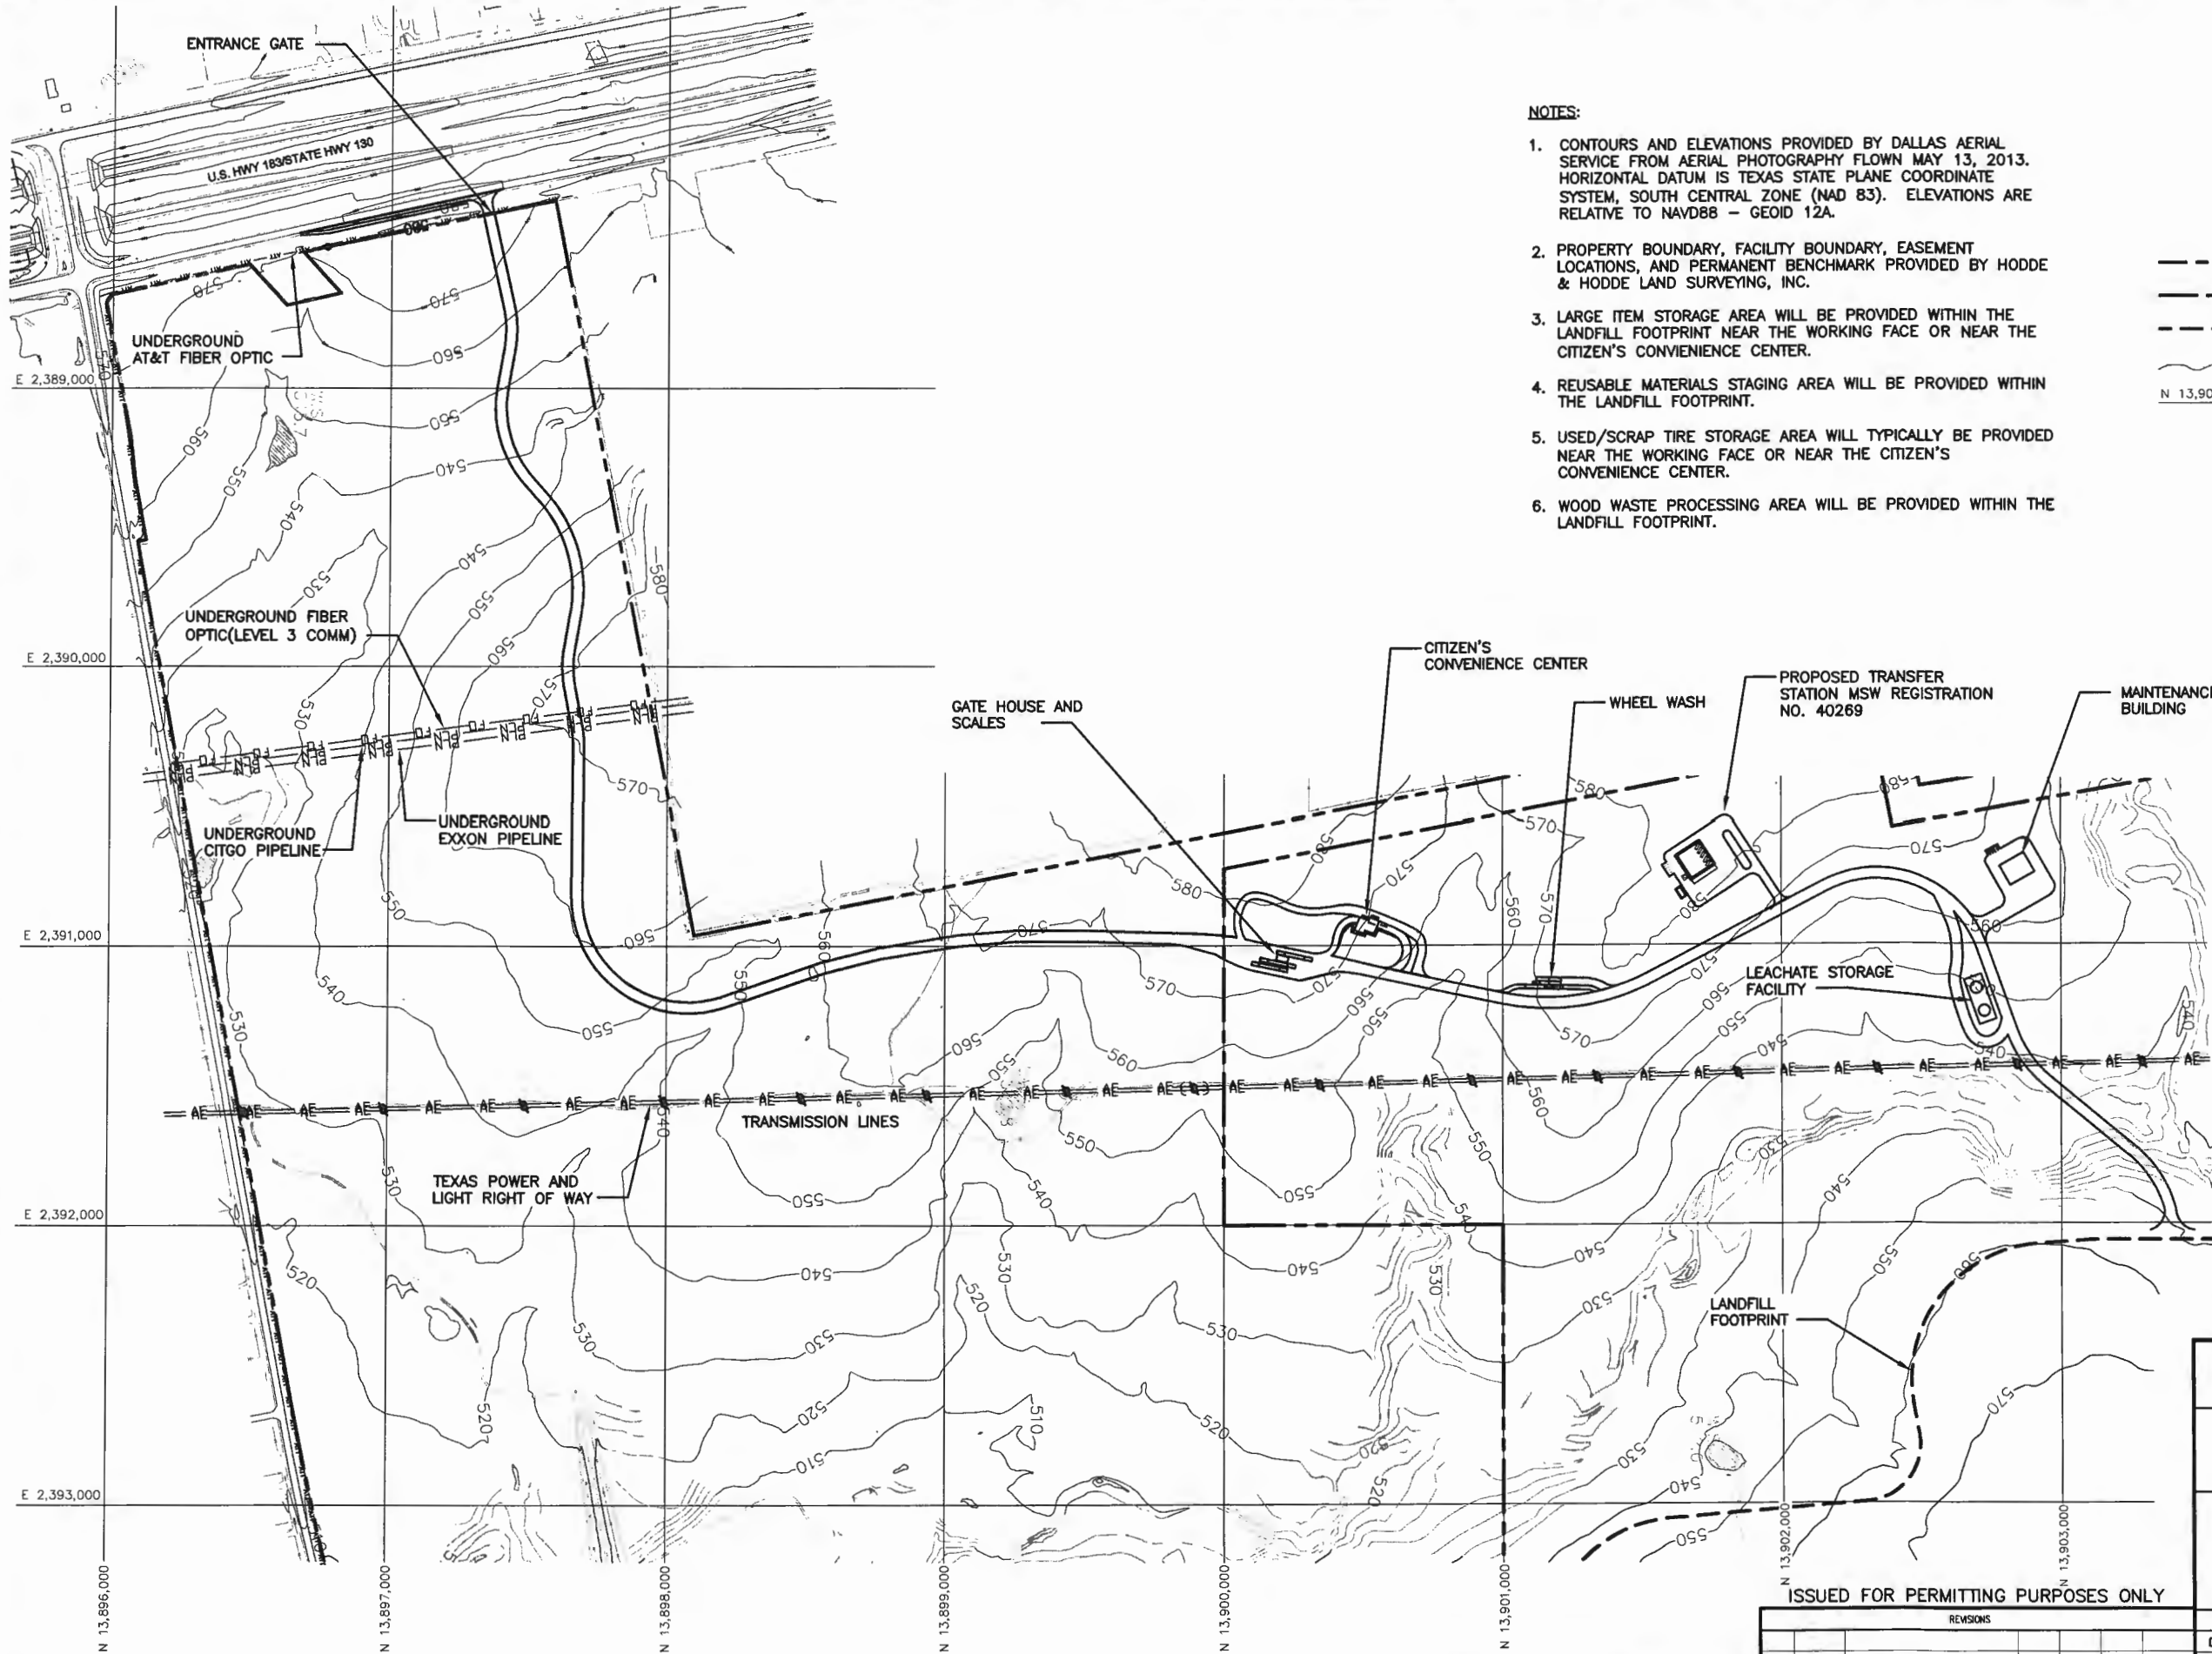 ENTRANCE GATE
U.S. HWY 183/STATE HWY 130
UNDERGROUND
AT&T FIBER OPTIC
E 2,389,000
UNDERGROUND FIBER
OPTIC(LEVEL 3 COMM)
E 2,390,000
UNDERGROUND
CITGO PIPELINE
UNDERGROUND
EXXON PIPELINE
E 2,391,000
TRANSMISSION LINES
TEXAS POWER AND
LIGHT RIGHT OF WAY
E 2,392,000
E 2,393,000
NOTES:
1. CONTOURS AND ELEVATIONS PROVIDED BY DALLAS AERIAL
SERVICE FROM AERIAL PHOTOGRAPHY FLOWN MAY 13, 2013.
HORIZONTAL DATUM IS TEXAS STATE PLANE COORDINATE
SYSTEM, SOUTH CENTRAL ZONE (NAD 83). ELEVATIONS ARE
RELATIVE TO NAVD88 – GEOID 12A.
2. PROPERTY BOUNDARY, FACILITY BOUNDARY, EASEMENT
LOCATIONS, AND PERMANENT BENCHMARK PROVIDED BY HODDE
& HODDE LAND SURVEYING, INC.
3. LARGE ITEM STORAGE AREA WILL BE PROVIDED WITHIN THE
LANDFILL FOOTPRINT NEAR THE WORKING FACE OR NEAR THE
CITIZEN'S CONVIENIENCE CENTER.
4. REUSABLE MATERIALS STAGING AREA WILL BE PROVIDED WITHIN
THE LANDFILL FOOTPRINT.
5. USED/SCRAP TIRE STORAGE AREA WILL TYPICALLY BE PROVIDED
NEAR THE WORKING FACE OR NEAR THE CITIZEN'S
CONVENIENCE CENTER.
6. WOOD WASTE PROCESSING AREA WILL BE PROVIDED WITHIN THE
LANDFILL FOOTPRINT.
N 13,90
GATE HOUSE AND
SCALES
CITIZEN'S
CONVENIENCE CENTER
WHEEL WASH
PROPOSED TRANSFER
STATION MSW REGISTRATION
NO. 40269
MAINTENANCE
BUILDING
LEACHATE STORAGE
FACILITY
LANDFILL
FOOTPRINT
N 13,896,000
N 13,897,000
N 13,898,000
N 13,899,000
N 13,900,000
N 13,901,000
N 13,902,000
N 13,903,000
ISSUED FOR PERMITTING PURPOSES ONLY
REVISIONS